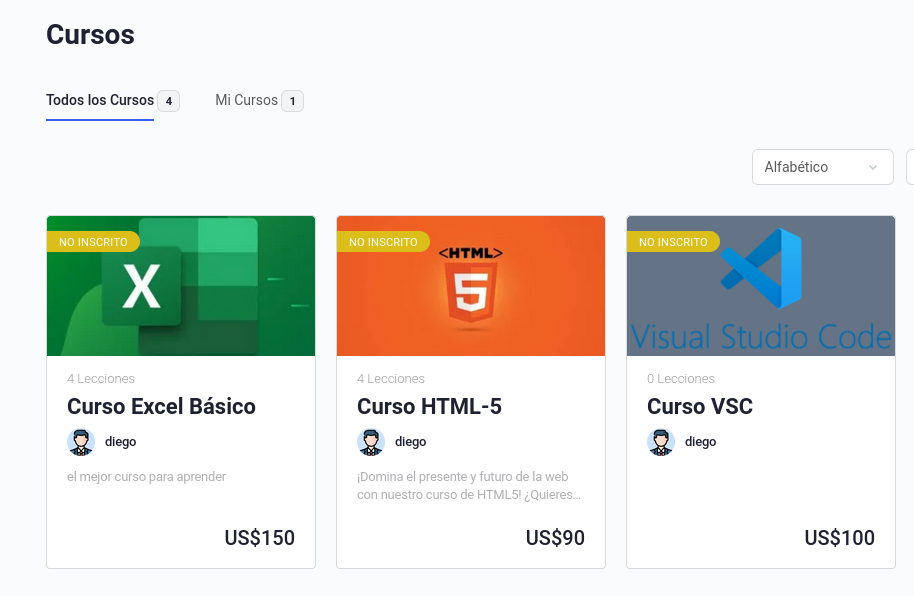 Cursos
Todos los Cursos 4 Mi Cursos 1
Alfabético
NO INSCRITO
X
4 Lecciones
Curso Excel Básico
diego
el mejor curso para aprender
US$150
NO INSCRITO
<HTML>
5
4 Lecciones
Curso HTML-5
diego
¡Domina el presente y futuro de la web
con nuestro curso de HTML5! ¿Quieres...
US$90
NO INSCRITO
Visual Studio Code
0 Lecciones
Curso VSC
diego
US$100